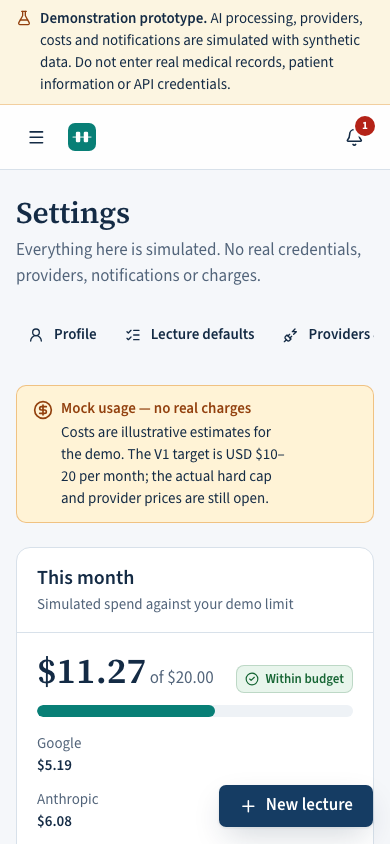 Demonstration prototype. AI processing, providers,
costs and notifications are simulated with synthetic
data. Do not enter real medical records, patient
information or API credentials.
1
Settings
Everything here is simulated. No real credentials,
providers, notifications or charges.
Profile
Lecture defaults
Providers
Mock usage — no real charges
Costs are illustrative estimates for
the demo. The V1 target is USD $10–
20 per month; the actual hard cap
and provider prices are still open.
This month
Simulated spend against your demo limit
$11.27 of $20.00
Within budget
Google
$5.19
Anthropic
$6.08
New lecture